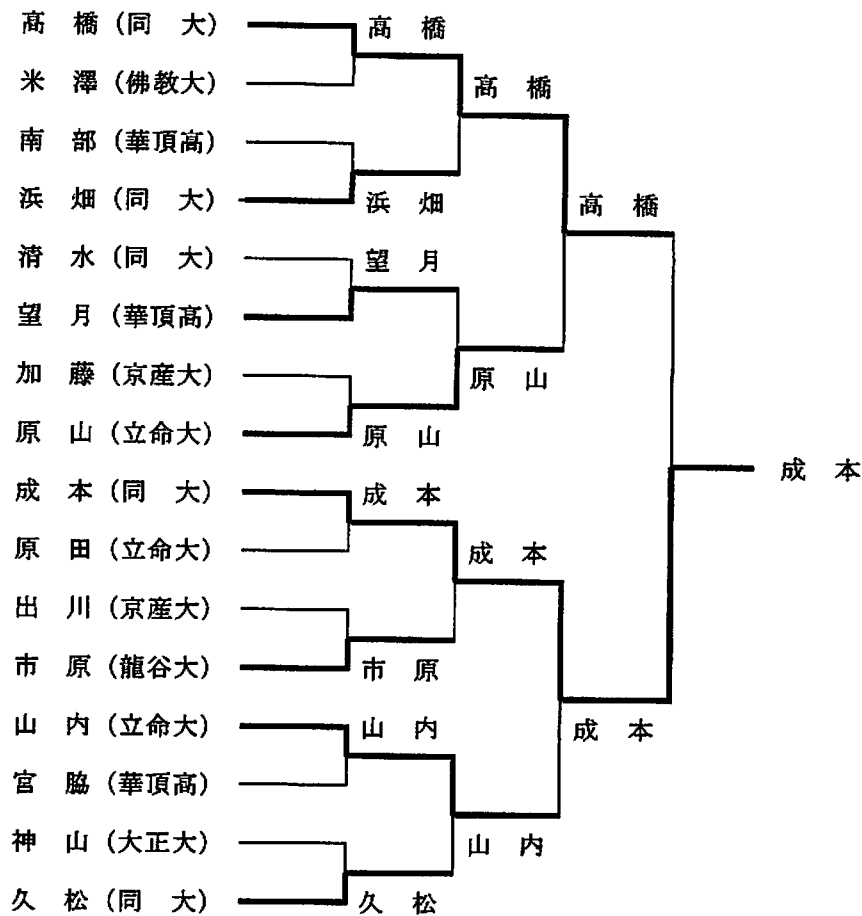 髙橋(同大)
髙橋
米澤(佛教大)
髙橋
南部(華頂高)
浜畑(同大)
浜畑
髙橋
清水(同大)
望月
望月(華頂高)
加藤(京産大)
原山
原山(立命大)
原山
成本
成本(同大)
成本
原田(立命大)
成本
出川(京産大)
市原(龍谷大)
市原
山内(立命大)
山内
成本
宮脇(華頂高)
神山(大正大)
山内
久松(同大)
久松